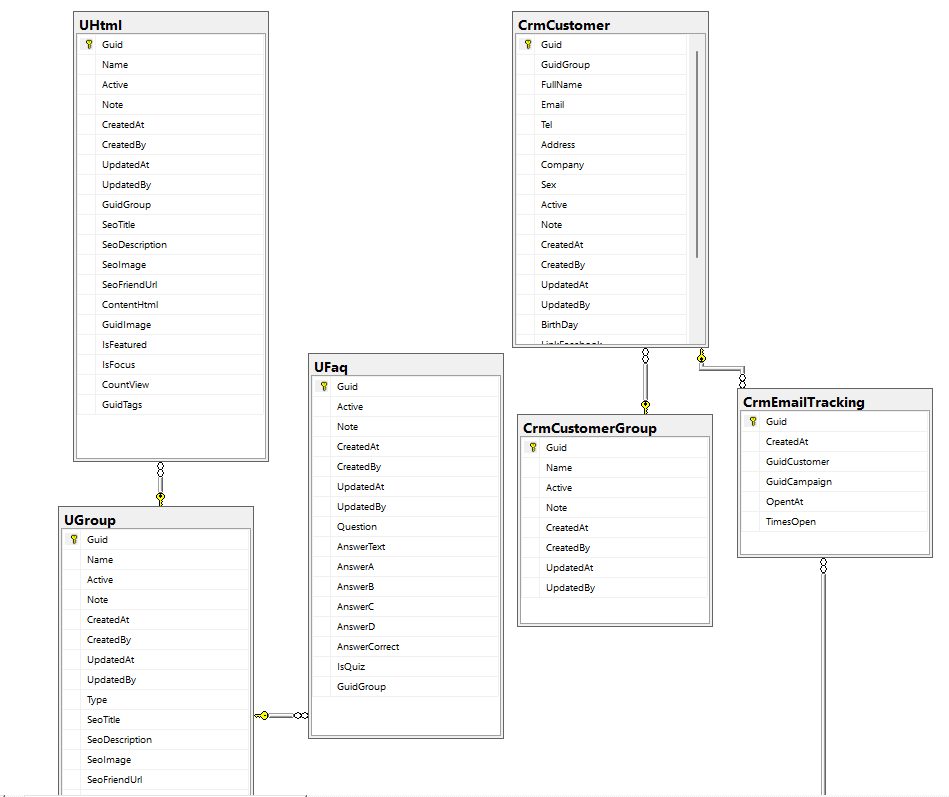 UHtml
Guid
Name
Active
Note
CreatedAt
CreatedBy
UpdatedAt
UpdatedBy
GuidGroup
SeoTitle
SeoDescription
SeoImage
SeoFriendUrl
ContentHtml
GuidImage
IsFeatured
IsFocus
CountView
GuidTags
UGroup
Guid
Name
Active
Note
CreatedAt
CreatedBy
UpdatedAt
UpdatedBy
Type
SeoTitle
SeoDescription
SeoImage
SeoFriendUrl
UFaq
Guid
Active
Note
CreatedAt
CreatedBy
UpdatedAt
UpdatedBy
Question
AnswerText
AnswerA
AnswerB
AnswerC
AnswerD
AnswerCorrect
IsQuiz
GuidGroup
CrmCustomer
Guid
GuidGroup
FullName
Email
Tel
Address
Company
Sex
Active
Note
CreatedAt
CreatedBy
UpdatedAt
UpdatedBy
BirthDay
LinkFacebook
CrmCustomerGroup
Guid
Name
Active
Note
CreatedAt
CreatedBy
UpdatedAt
UpdatedBy
CrmEmailTracking
Guid
CreatedAt
GuidCustomer
GuidCampaign
OpentAt
TimesOpen